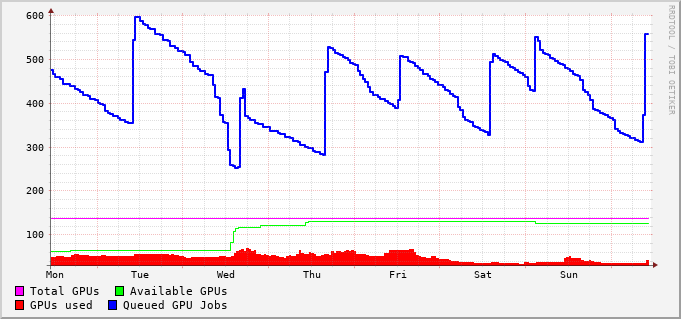 600
500
400
300
200
100
Mon Tue Wed Thu Fri Sat Sun
Total GPUs Available GPUs
GPUs used Queued GPU Jobs
RRDTOOL / TOBI OETIKER